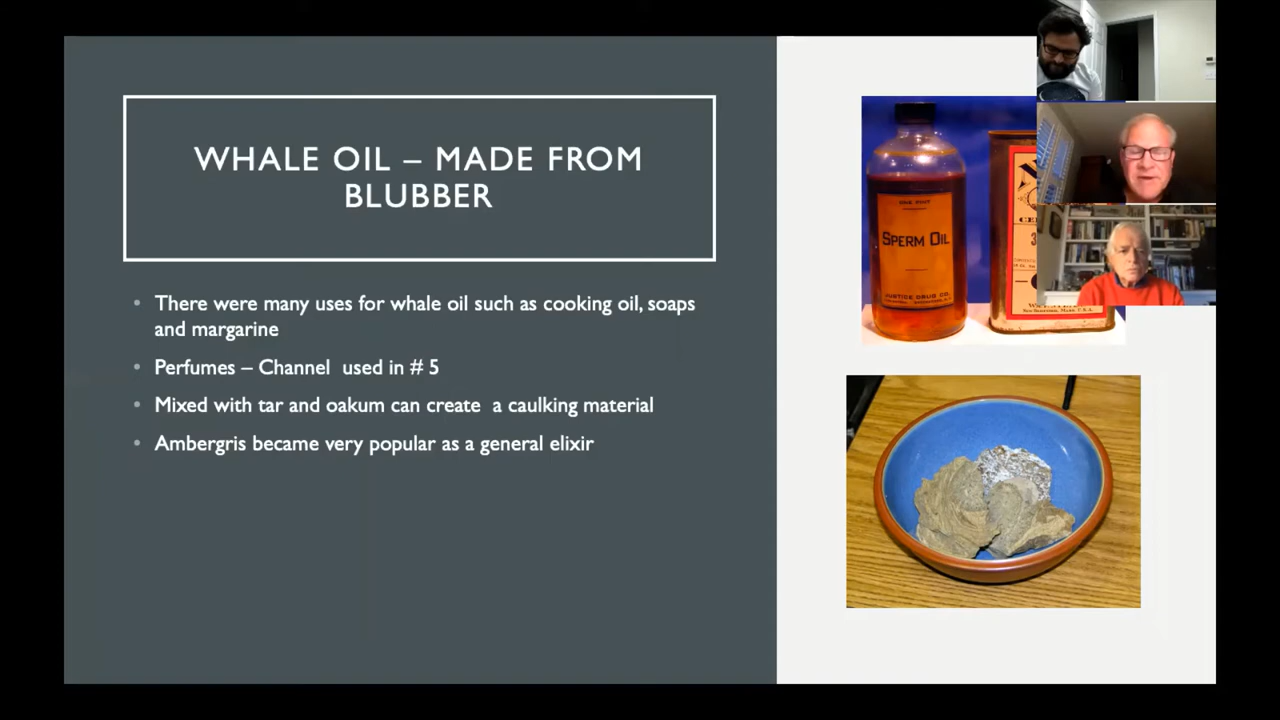 WHALE OIL – MADE FROM
BLUBBER
• There were many uses for whale oil such as cooking oil, soaps
and margarine
• Perfumes – Channel used in # 5
• Mixed with tar and oakum can create a caulking material
• Ambergris became very popular as a general elixir
ONE PINT
SPERM OIL
JUSTICE DRUG CO.